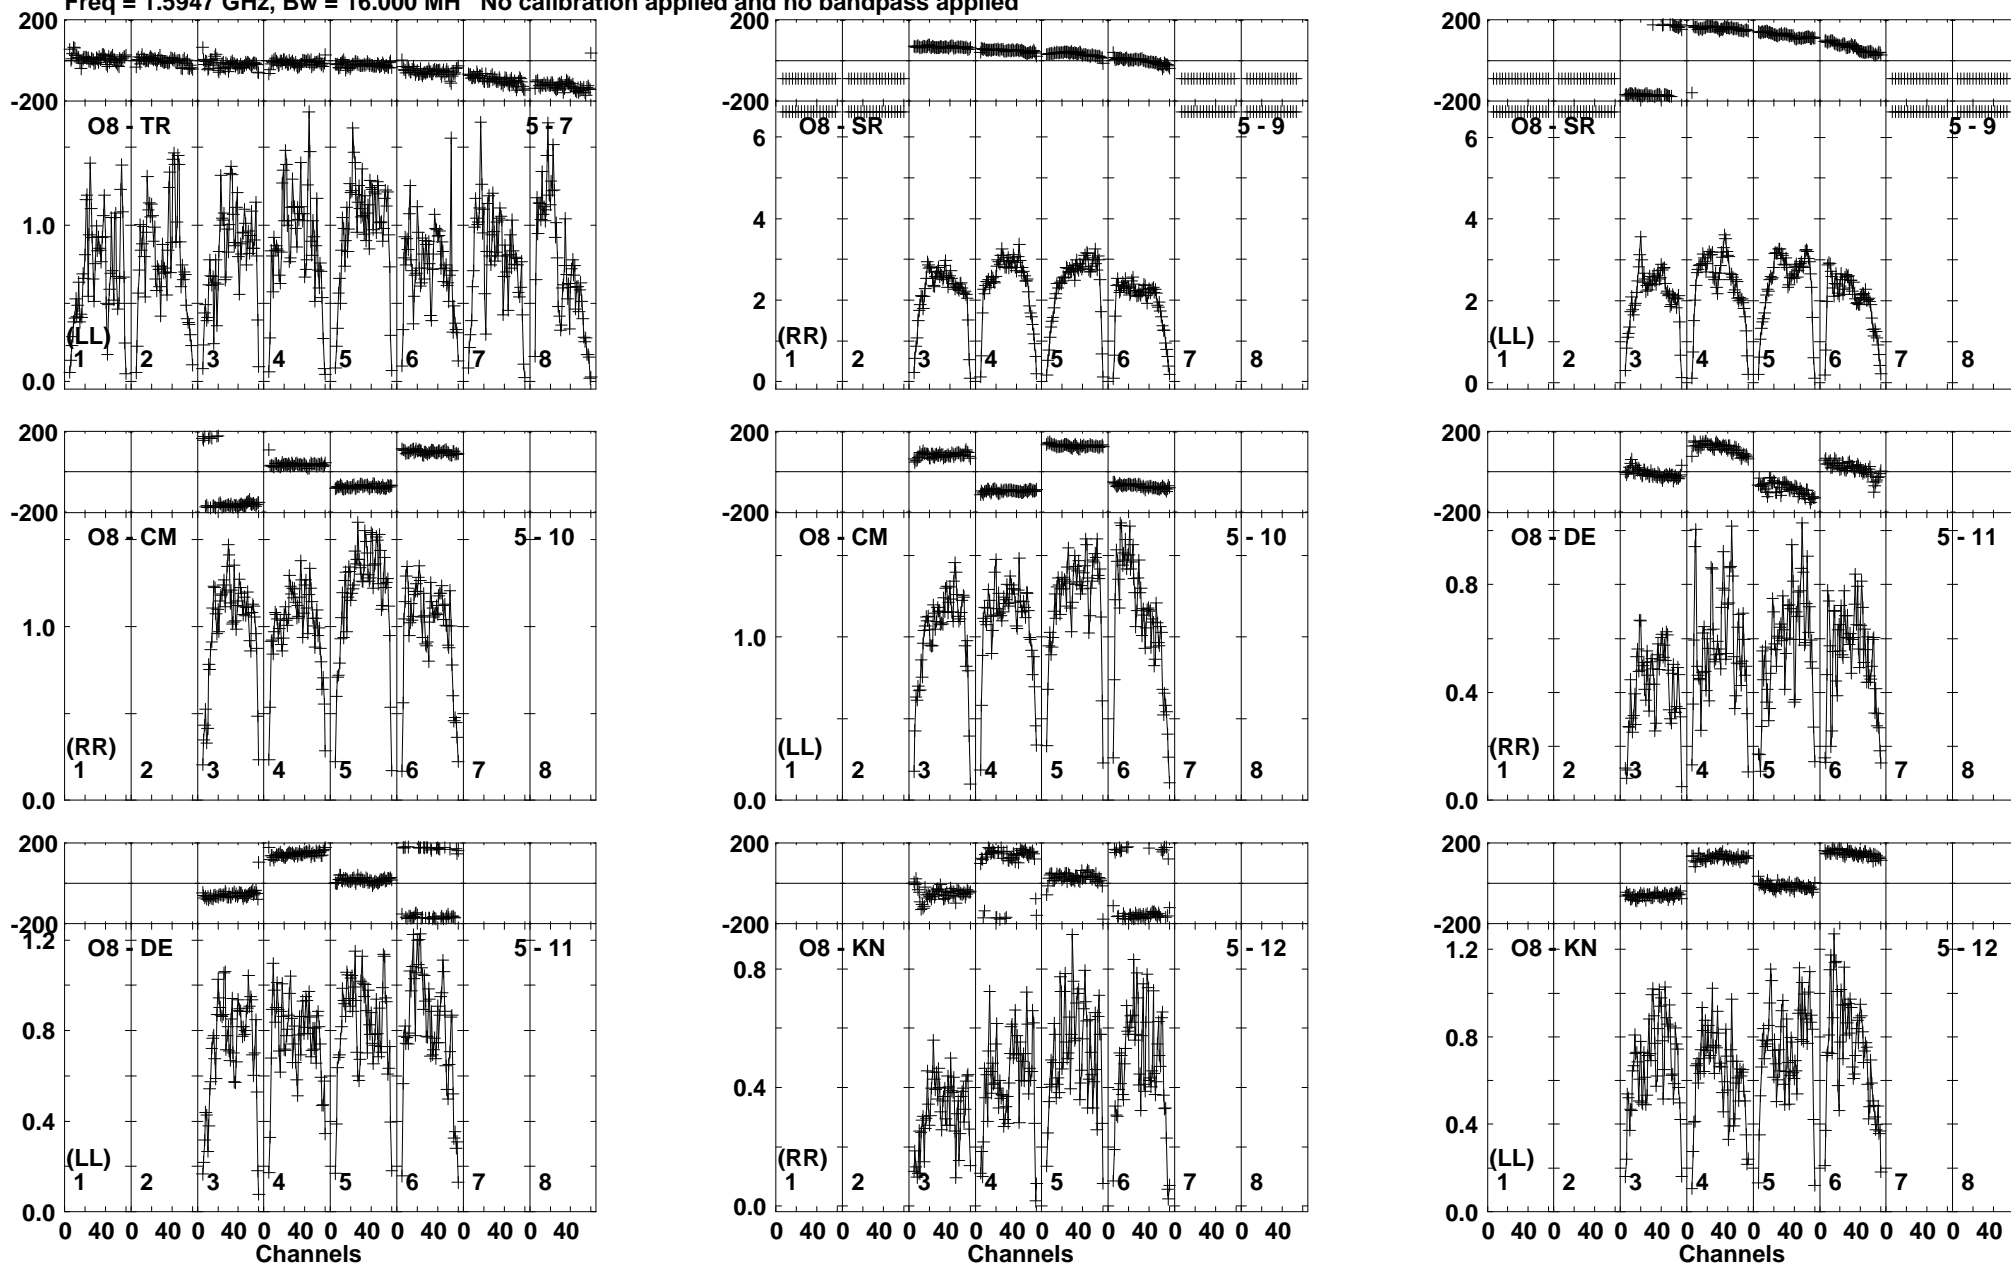 Freq = 1.5947 GHz, Bw = 16.000 MH No calibration applied and no bandpass applied
200
-200
O8 - TR 5 - 7
1.0
(LL)
1 2 3 4 5 6 7 8
0.0
200
-200
O8 - SR 5 - 9
6
4
2
(RR)
1 2 3 4 5 6 7 8
0
200
-200
O8 - SR 5 - 9
6
4
2
(LL)
1 2 3 4 5 6 7 8
0
200
-200
O8 - CM 5 - 10
1.0
(RR)
1 2 3 4 5 6 7 8
0.0
200
-200
O8 - CM 5 - 10
1.0
(LL)
1 2 3 4 5 6 7 8
0.0
200
-200
O8 - DE 5 - 11
0.8
0.4
(RR)
1 2 3 4 5 6 7 8
0.0
200
-200
1.2
O8 - DE 5 - 11
0.8
0.4
(LL)
1 2 3 4 5 6 7 8
0.0
0 40 0 40 0 40 0 40 0 40 0 40 0 40 0 40
Channels
200
-200
O8 - KN 5 - 12
0.8
0.4
(RR)
1 2 3 4 5 6 7 8
0.0
0 40 0 40 0 40 0 40 0 40 0 40 0 40 0 40
Channels
200
-200
O8 - KN 5 - 12
1.2
0.8
0.4
(LL)
1 2 3 4 5 6 7 8
0.0
0 40 0 40 0 40 0 40 0 40 0 40 0 40 0 40
Channels